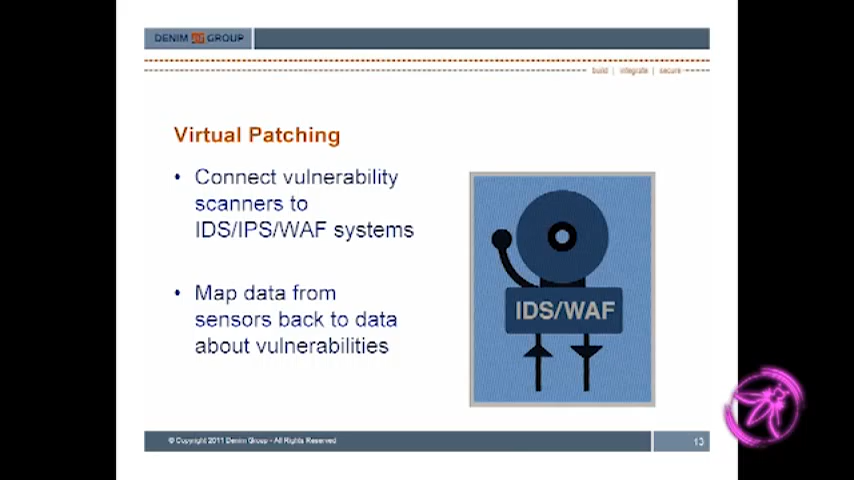 DENIM GROUP
build | integrate | secure
Virtual Patching
• Connect vulnerability
scanners to
IDS/IPS/WAF systems
• Map data from
sensors back to data
about vulnerabilities
IDS/WAF
© Copyright 2011 Denim Group - All Rights Reserved
13